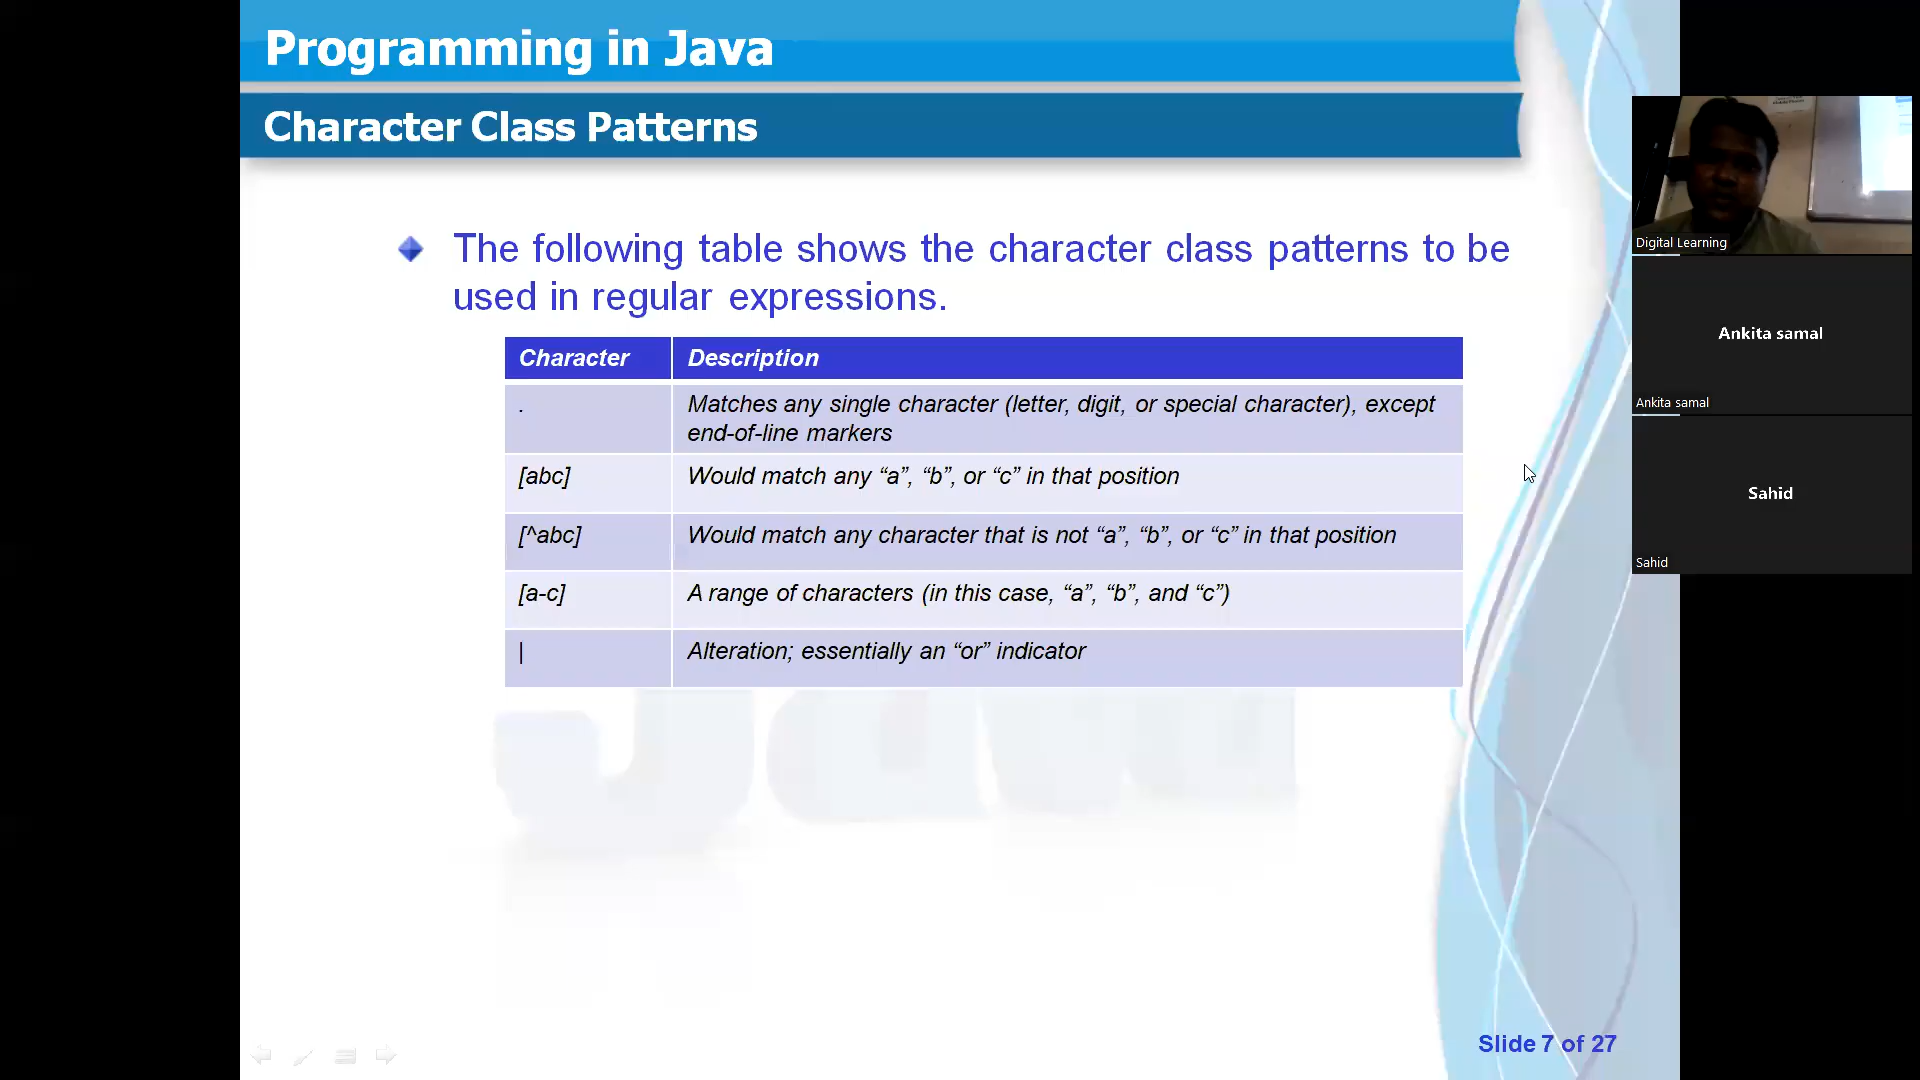 Programming in Java
Character Class Patterns
The following table shows the character class patterns to be
used in regular expressions.
Character Description
. Matches any single character (letter, digit, or special character), except
end-of-line markers
[abc] Would match any “a”, “b”, or “c” in that position
[^abc] Would match any character that is not “a”, “b”, or “c” in that position
[a-c] A range of characters (in this case, “a”, “b”, and “c”)
| Alteration; essentially an “or” indicator
Java
Slide 7 of 27
Digital Learning
Ankita samal
Ankita samal
Sahid
Sahid